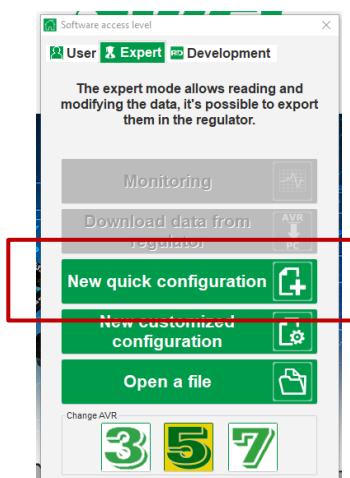 Software access level
User Expert RD Development
The expert mode allows reading and
modifying the data, it's possible to export
them in the regulator.
Monitoring
Download data from
regulator
AVR
PC
New quick configuration
New customized
configuration
Open a file
Change AVR
3 5 7